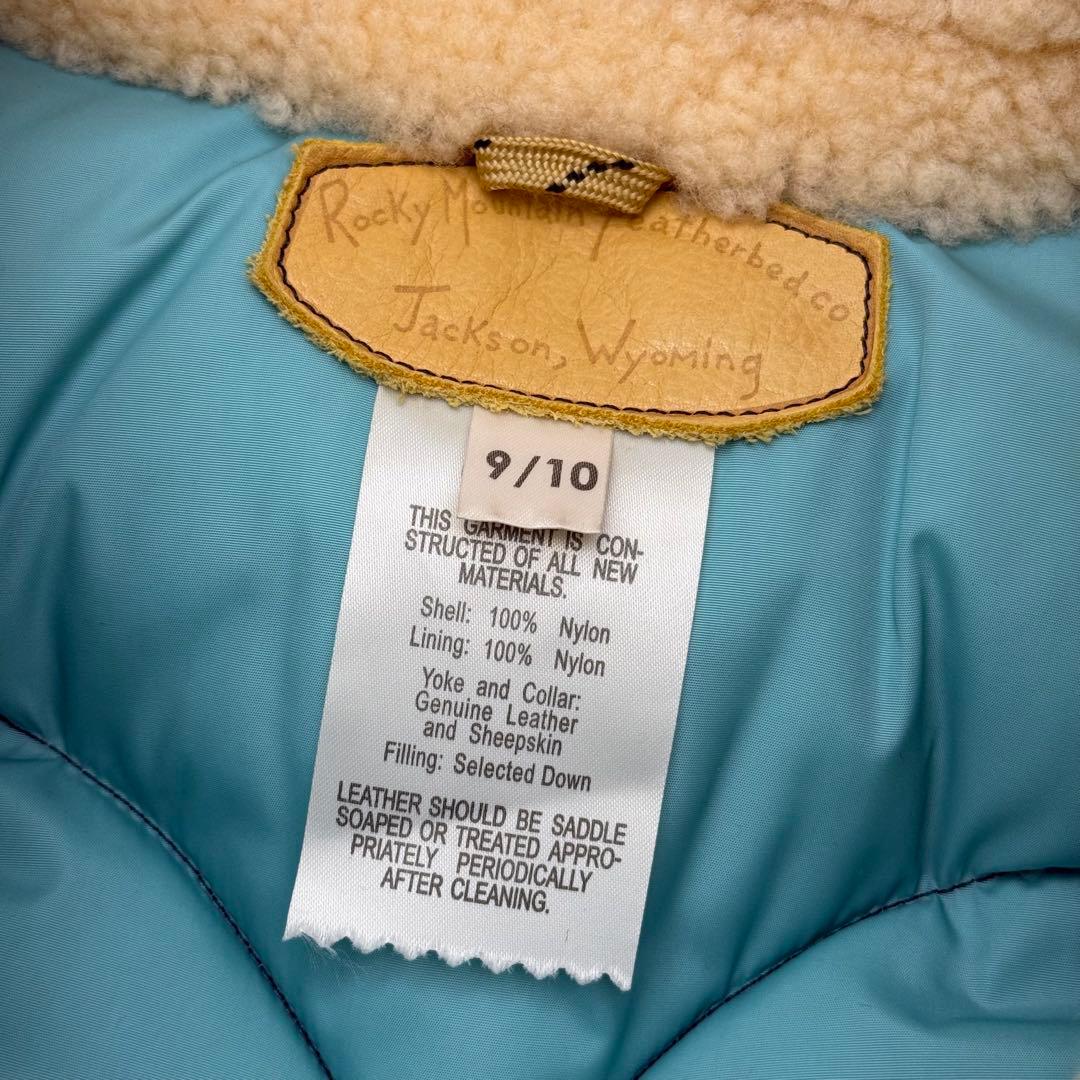 Rocky Mountain Featherbed co
Jackson, Wyoming
9/10
THIS GARMENT IS CON-
STRUCTED OF ALL NEW
MATERIALS.
Shell: 100% Nylon
Lining: 100% Nylon
Yoke and Collar:
Genuine Leather
and Sheepskin
Filling: Selected Down
LEATHER SHOULD BE SADDLE
SOAPED OR TREATED APPRO-
PRIATELY PERIODICALLY
AFTER CLEANING.